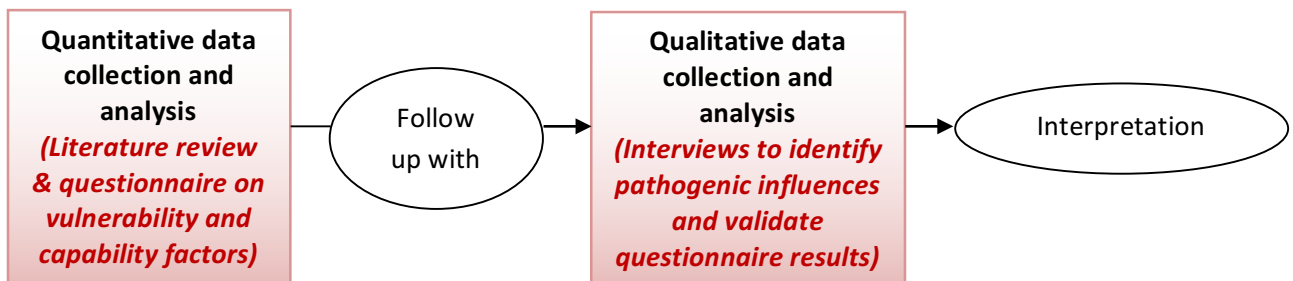 Quantitative data
collection and
analysis
(Literature review
& questionnaire on
vulnerability and
capability factors)
Follow
up with
Qualitative data
collection and
analysis
(Interviews to identify
pathogenic influences
and validate
questionnaire results)
Interpretation